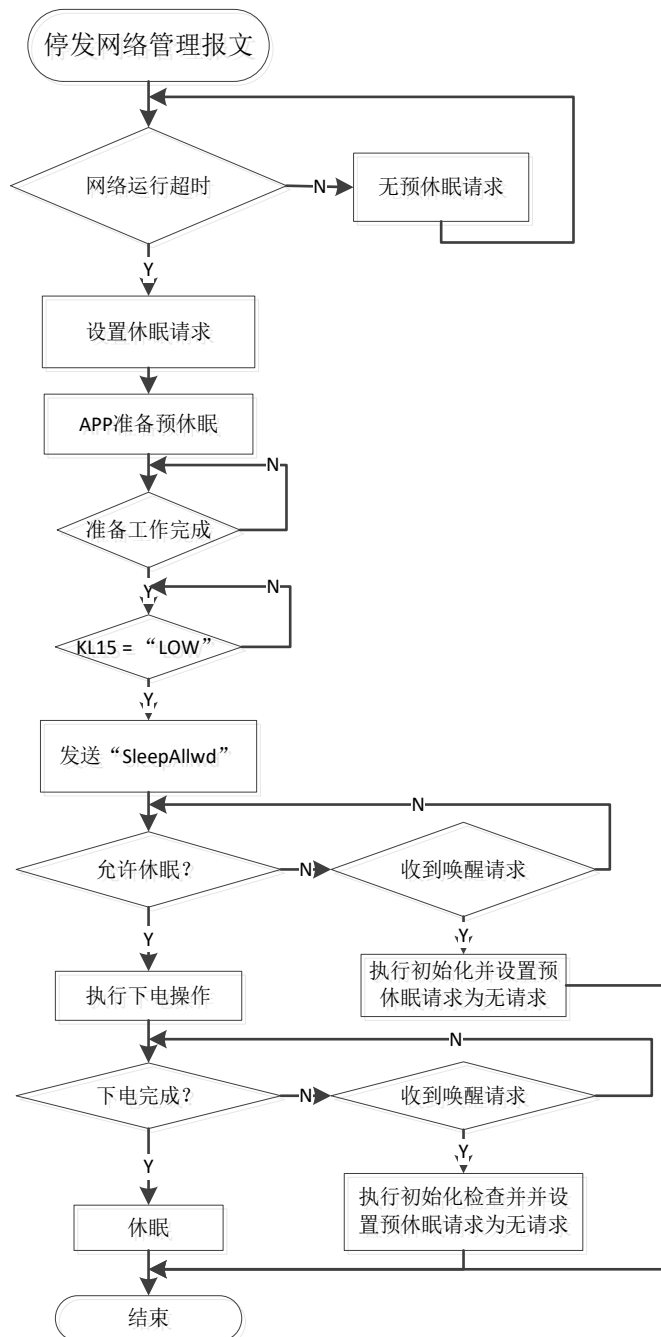 停发网络管理报文
网络运行超时
N
无预休眠请求
Y
设置休眠请求
APP准备预休眠
N
准备工作完成
Y
N
KL15 = “LOW”
Y
发送“SleepAllwd”
N
允许休眠?
N
收到唤醒请求
Y
Y
执行初始化并设置预
休眠请求为无请求
执行下电操作
N
下电完成?
N
收到唤醒请求
Y
Y
执行初始化检查并并设
置预休眠请求为无请求
休眠
结束